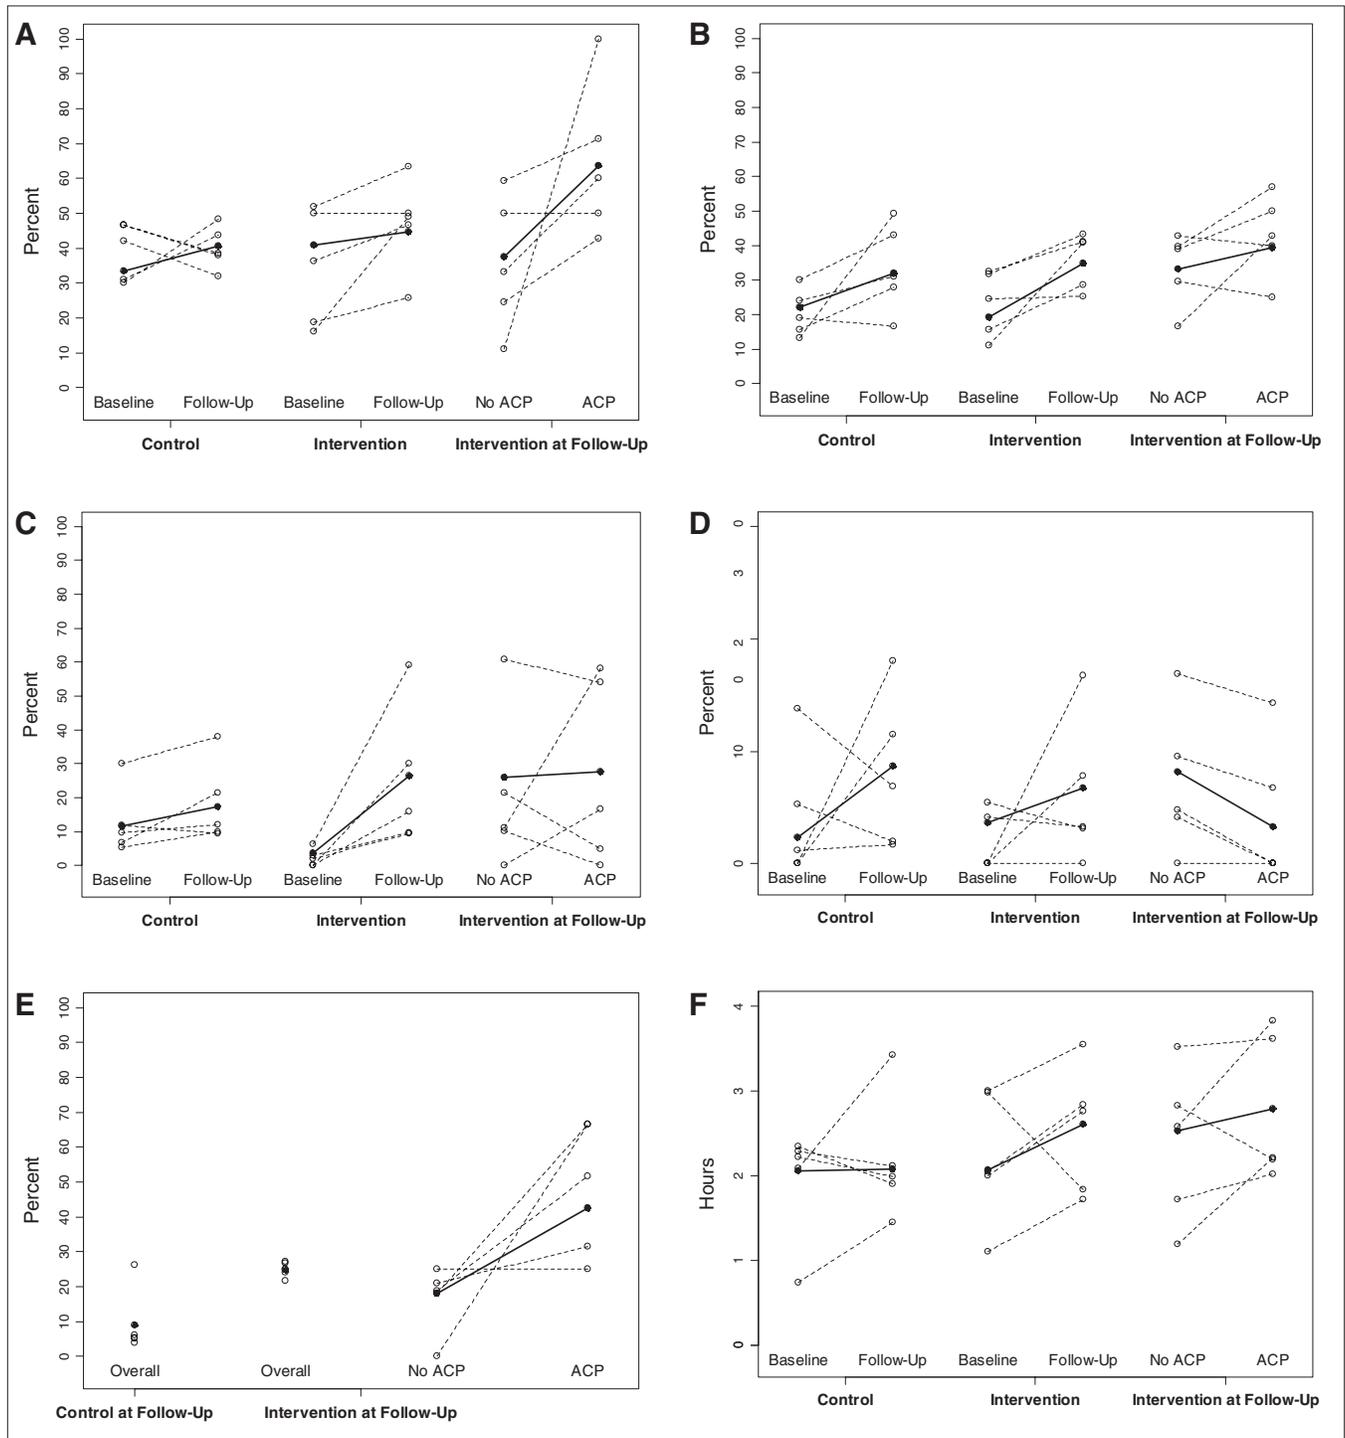 A
100
90
80
70
60
50
40
30
20
10
0
Percent
Baseline Follow-Up Baseline Follow-Up No ACP ACP
Control Intervention Intervention at Follow-Up
B
100
90
80
70
60
50
40
30
20
10
0
Percent
Baseline Follow-Up Baseline Follow-Up No ACP ACP
Control Intervention Intervention at Follow-Up
C
100
90
80
70
60
50
40
30
20
10
0
Percent
Baseline Follow-Up Baseline Follow-Up No ACP ACP
Control Intervention Intervention at Follow-Up
D
0
3
2
0
10
0
Percent
Baseline Follow-Up Baseline Follow-Up No ACP ACP
Control Intervention Intervention at Follow-Up
E
100
90
80
70
60
50
40
30
20
10
0
Percent
Overall Overall No ACP ACP
Control at Follow-Up Intervention at Follow-Up
F
4
3
2
1
0
Hours
Baseline Follow-Up Baseline Follow-Up No ACP ACP
Control Intervention Intervention at Follow-Up